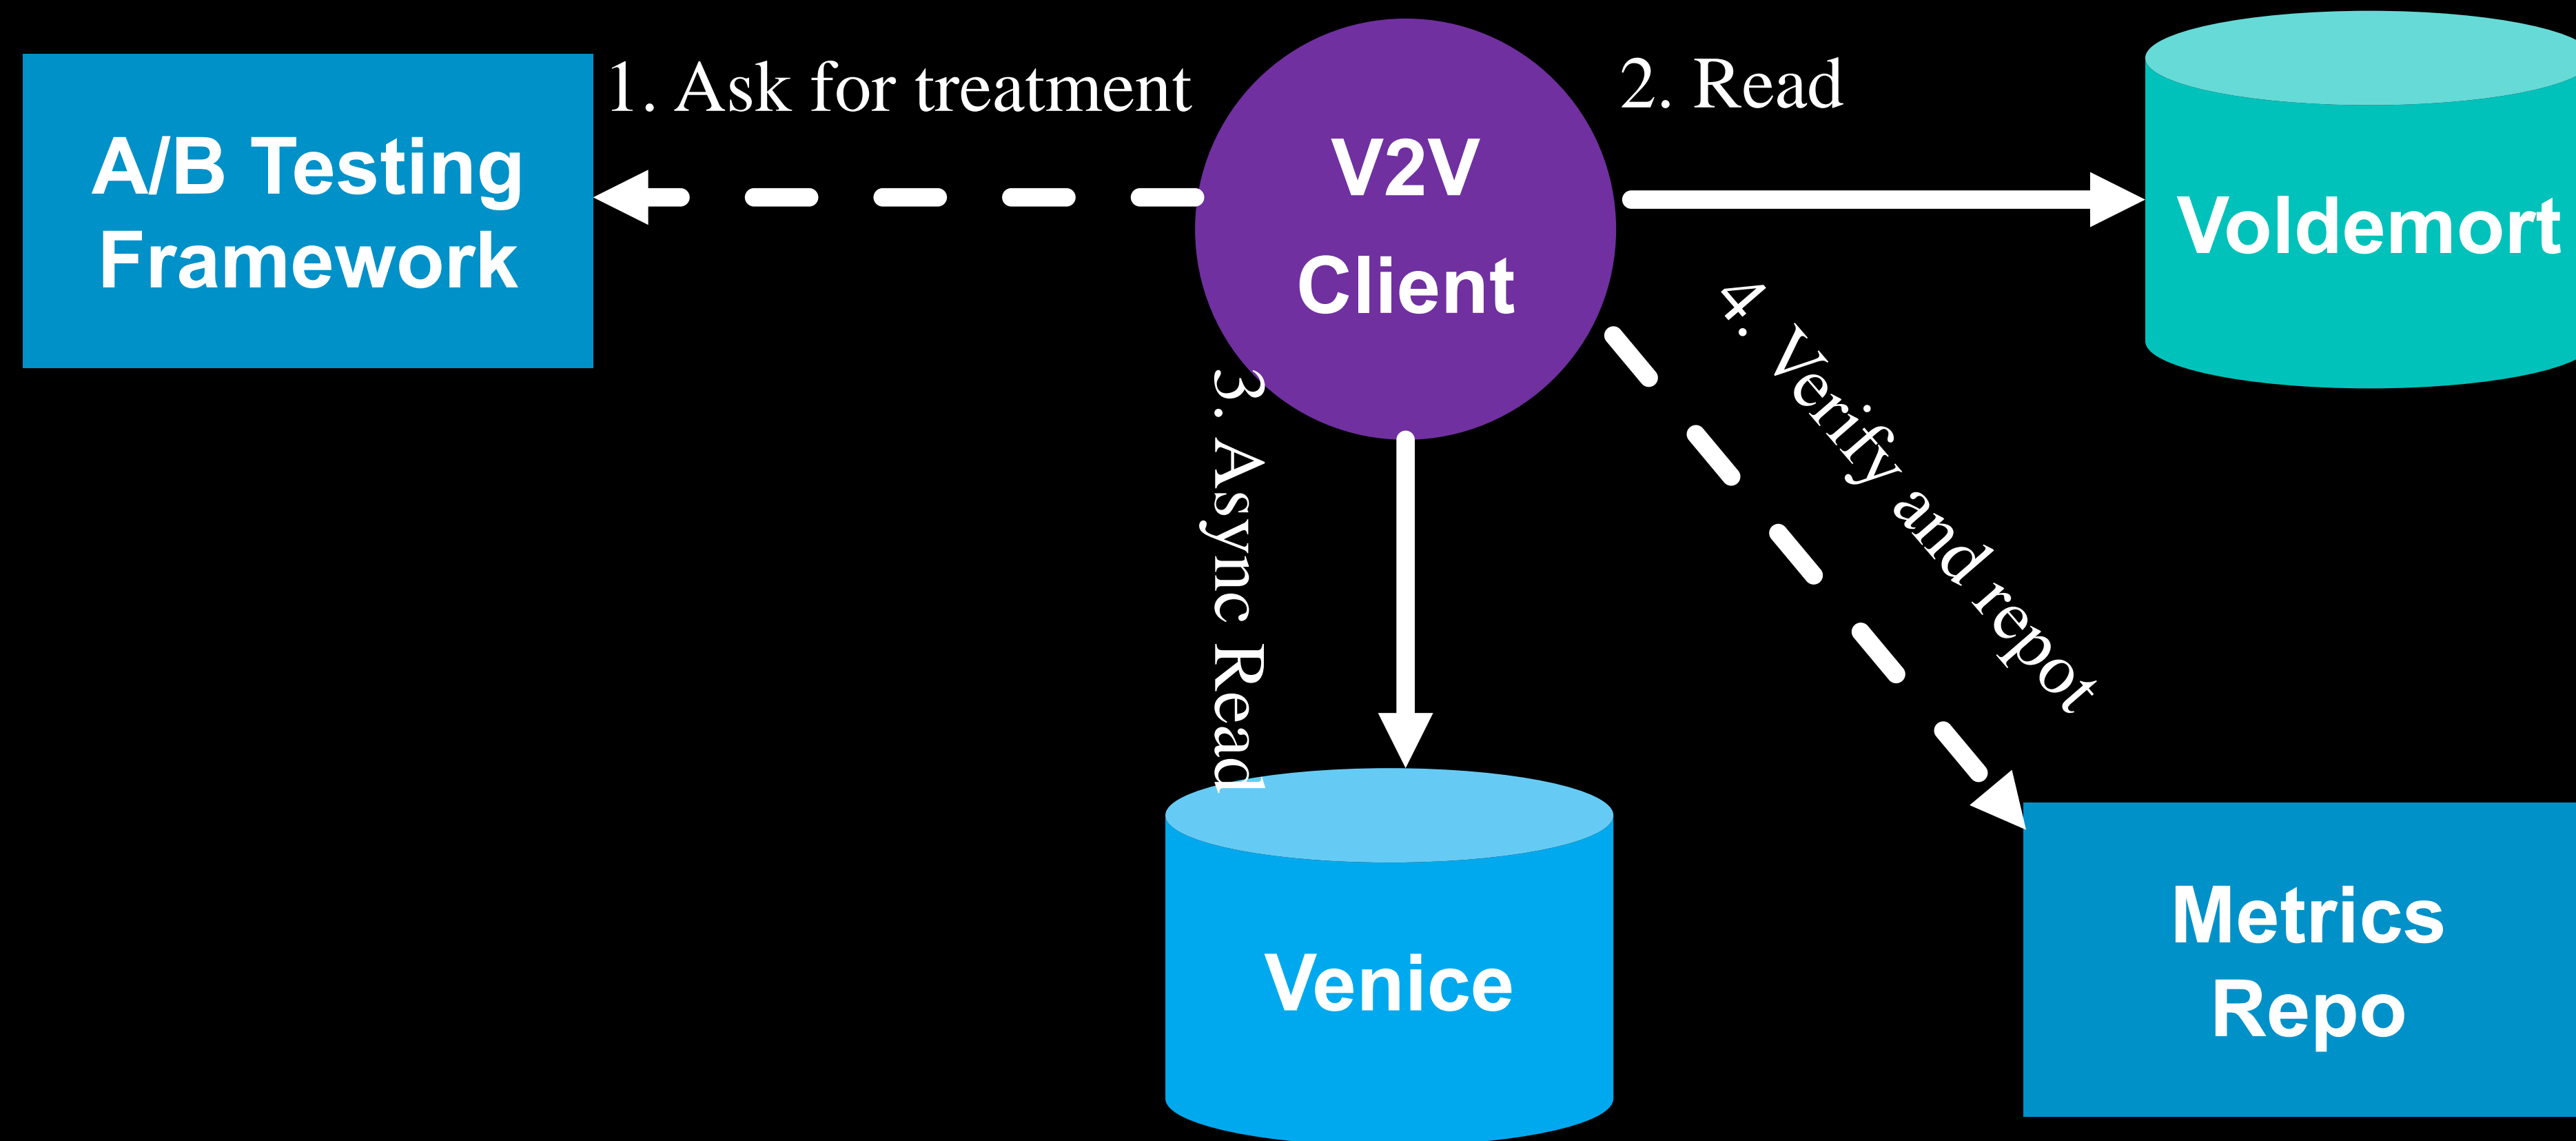 A/B Testing
Framework
1. Ask for treatment
V2V
Client
2. Read
Voldemort
3. Async Read
4. Verify and repot
Venice
Metrics
Repo